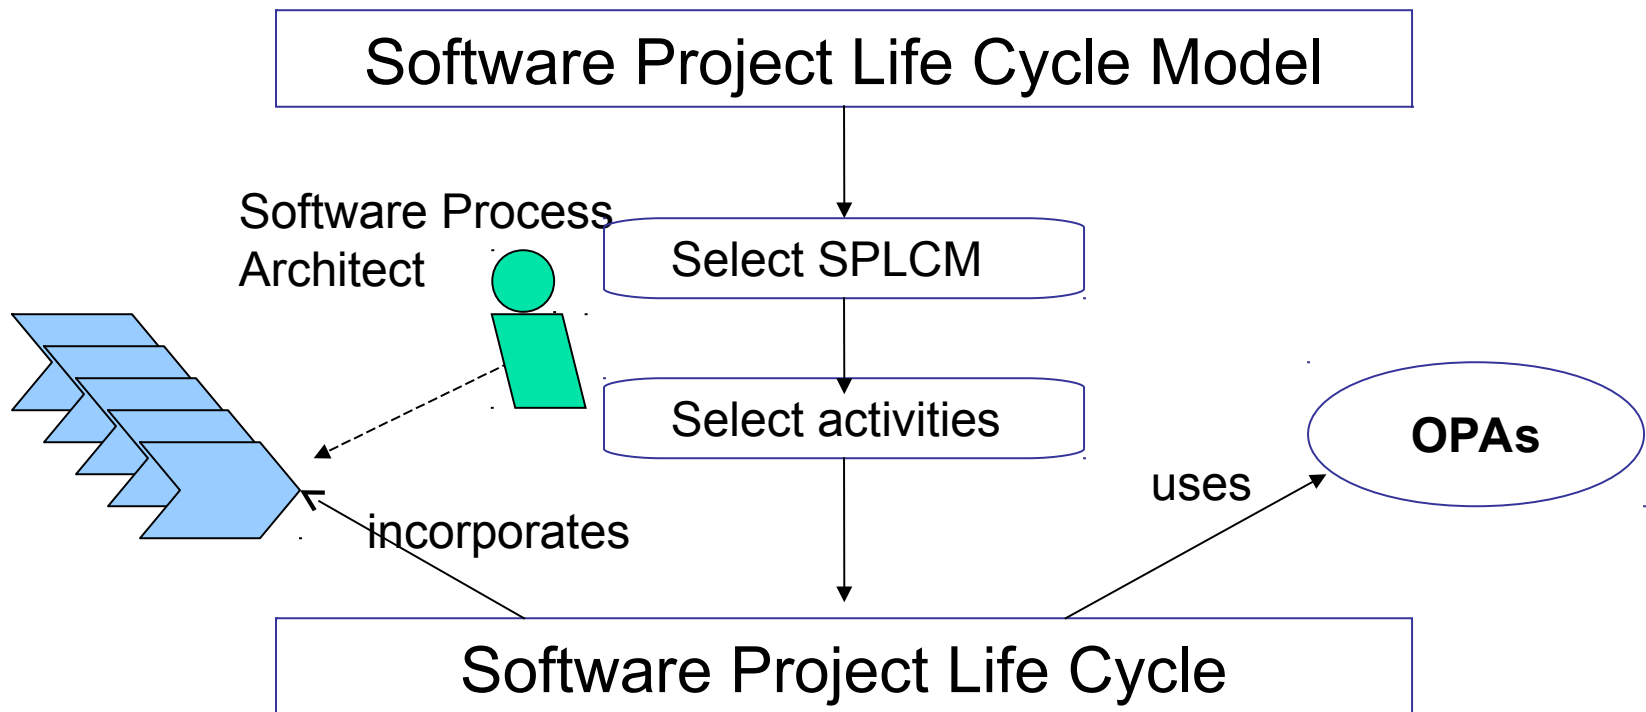 Software Project Life Cycle Model
Software Process
Architect
Select SPLCM
Select activities
OPAs
uses
incorporates
Software Project Life Cycle